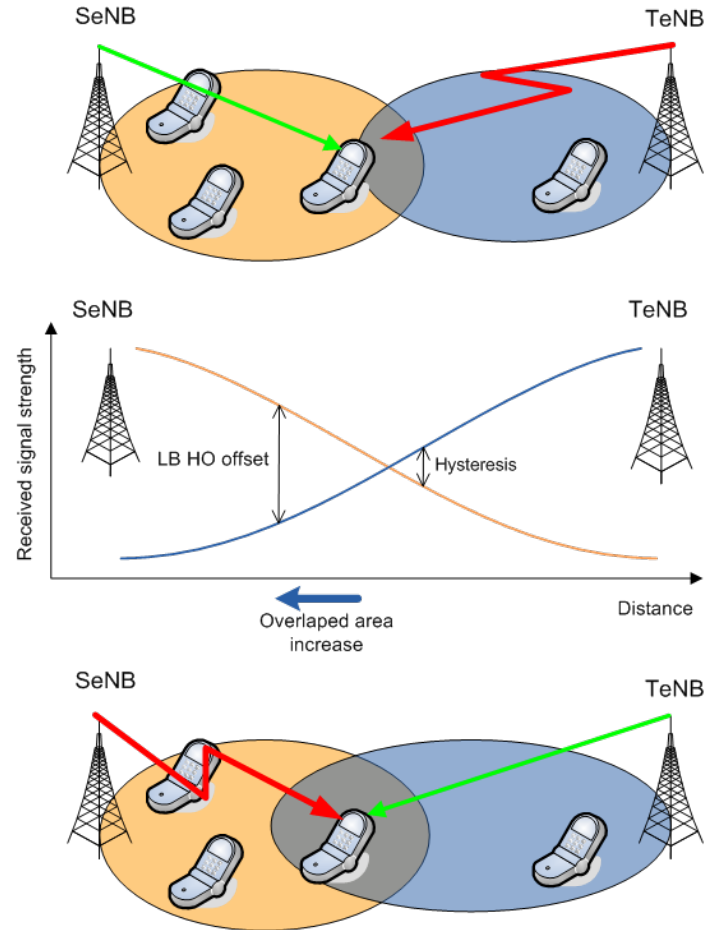 SeNB
TeNB
SeNB
TeNB
Received signal strength
LB HO offset
Hysteresis
Distance
Overlaped area
increase
SeNB
TeNB